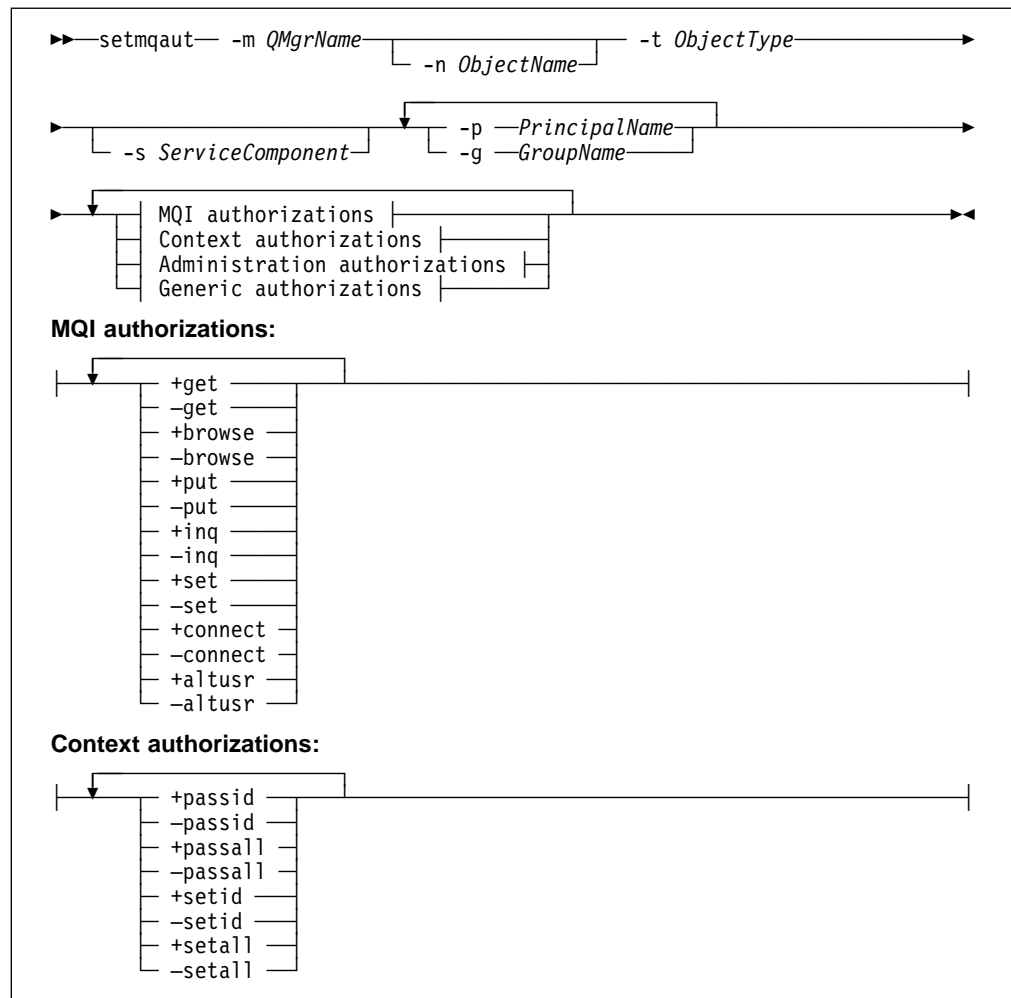 setmqaut -m QMgrName -t ObjectType
-n ObjectName
-p PrincipalName
-s ServiceComponent -g GroupName
MQI authorizations
Context authorizations
Administration authorizations
Generic authorizations
MQI authorizations:
+get
–get
+browse
–browse
+put
–put
+inq
–inq
+set
–set
+connect
–connect
+altusr
–altusr
Context authorizations:
+passid
–passid
+passall
–passall
+setid
–setid
+setall
–setall